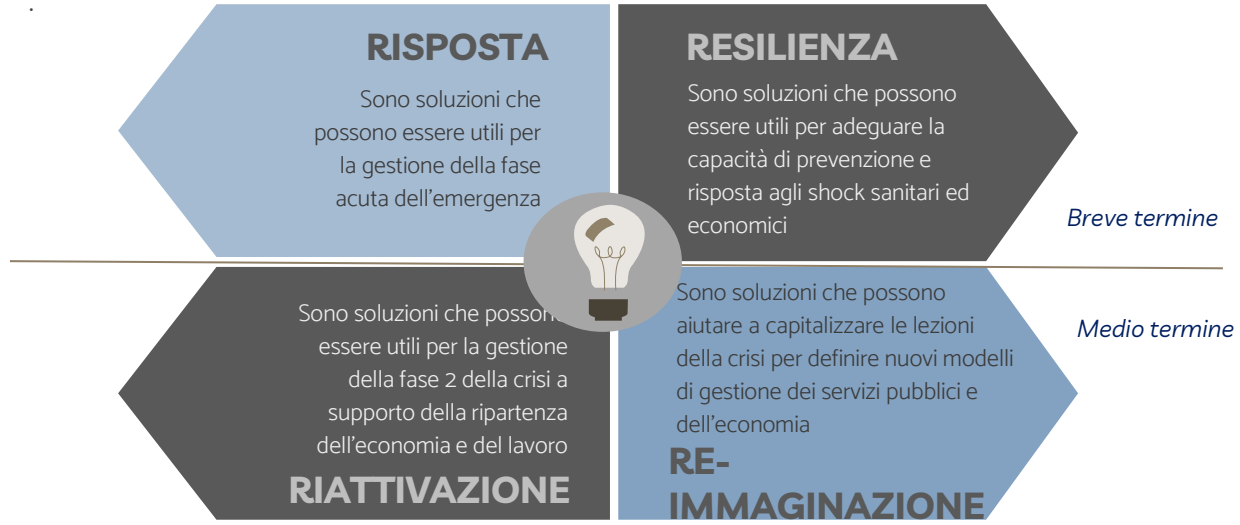 .
RISPOSTA
Sono soluzioni che
possono essere utili per
la gestione della fase
acuta dell'emergenza
RESILIENZA
Sono soluzioni che possono
essere utili per adeguare la
capacità di prevenzione e
risposta agli shock sanitari ed
economici
Breve termine
Sono soluzioni che posson
essere utili per la gestione
della fase 2 della crisi a
supporto della ripartenza
dell'economia e del lavoro
RIATTIVAZIONE
Sono soluzioni che possono
aiutare a capitalizzare le lezioni
della crisi per definire nuovi modelli
di gestione dei servizi pubblici e
dell'economia
RE-
IMMAGINAZIONE
Medio termine